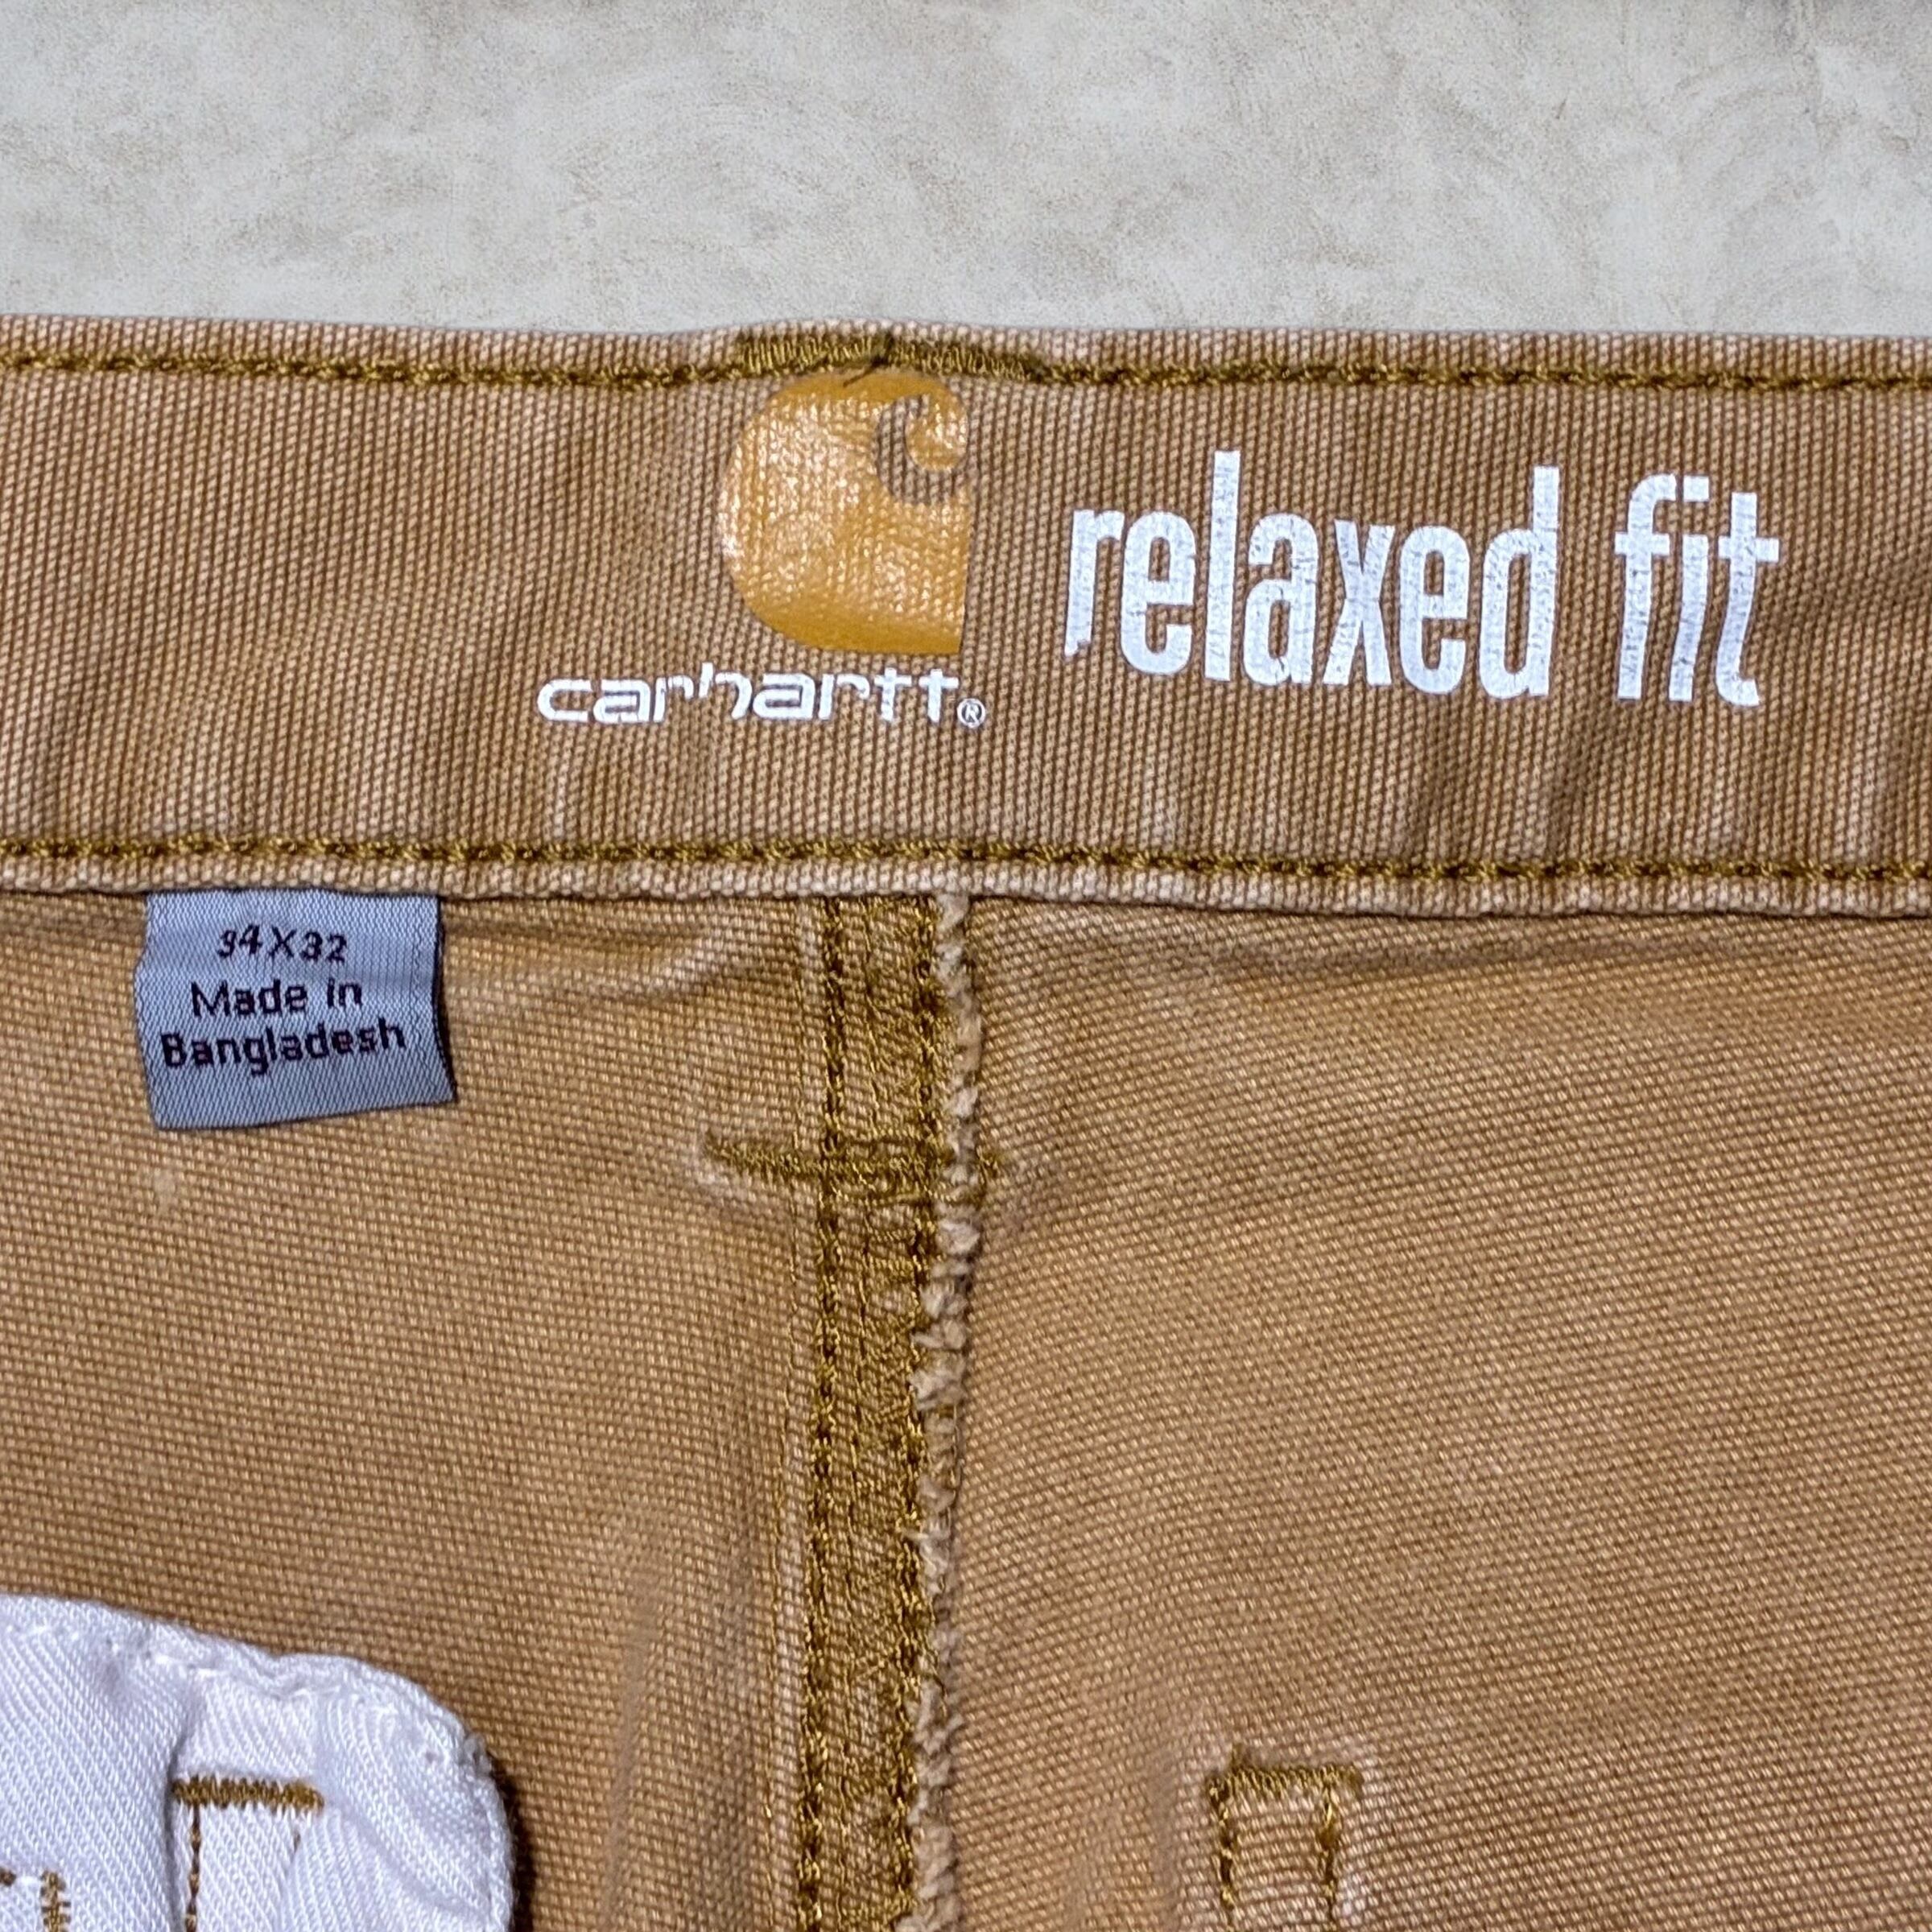 relaxed fit
carhartt®
34X32
Made in
Bangladesh